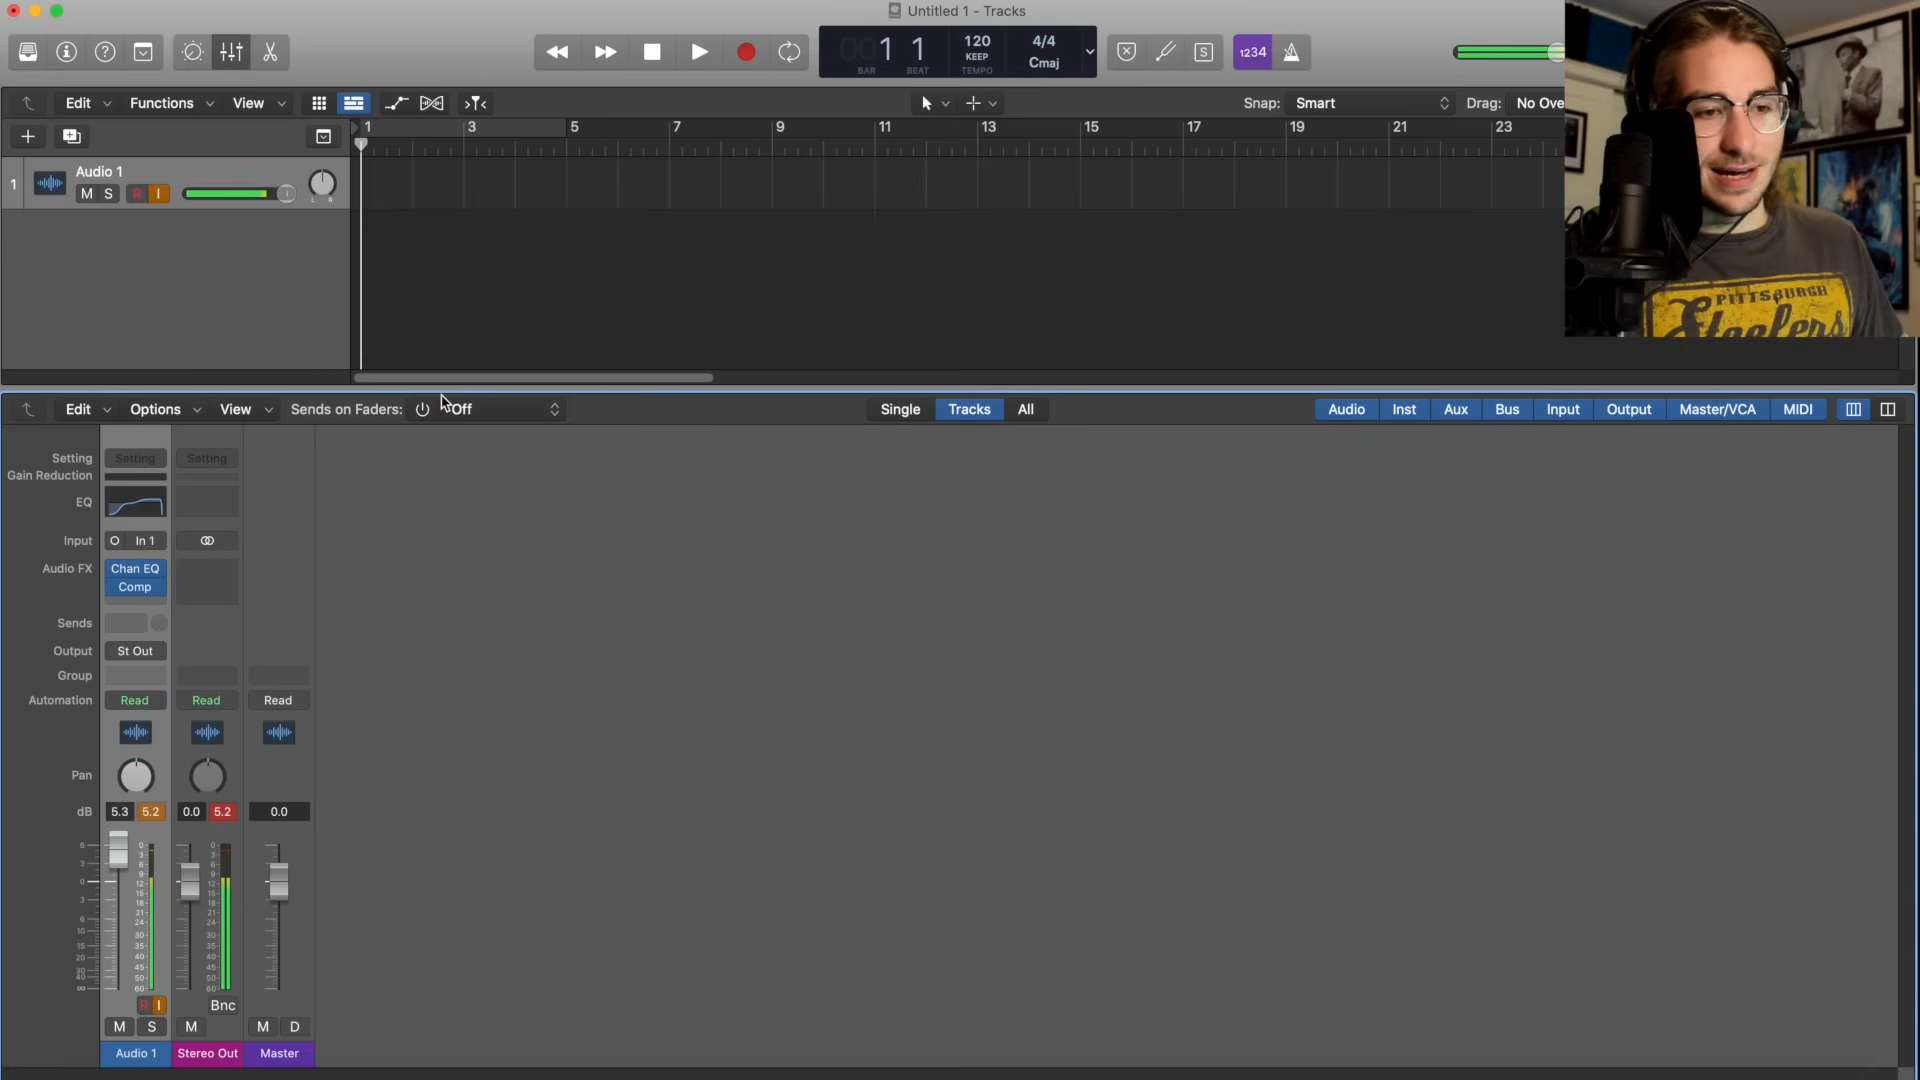 Untitled 1 - Tracks
1 1
BAR BEAT
120
KEEP
TEMPO
4/4
Cmaj
S
1234
Edit Functions View
Snap: Smart
Drag: No Ove
1 3 5 7 9 11 13 15 17 19 21 23
1
Audio 1
M S R I
L R
Edit Options View Sends on Faders: Off
Single Tracks All
Audio Inst Aux Bus Input Output Master/VCA MIDI
Setting Setting Setting
Gain Reduction
EQ
Input In 1
Audio FX Chan EQ
Comp
Sends
Output St Out
Group
Automation Read Read Read
Pan
dB 5.3 5.2 0.0 5.2 0.0
R I Bnc
M S M M D
Audio 1 Stereo Out Master
PITTSBURGH
Steelers